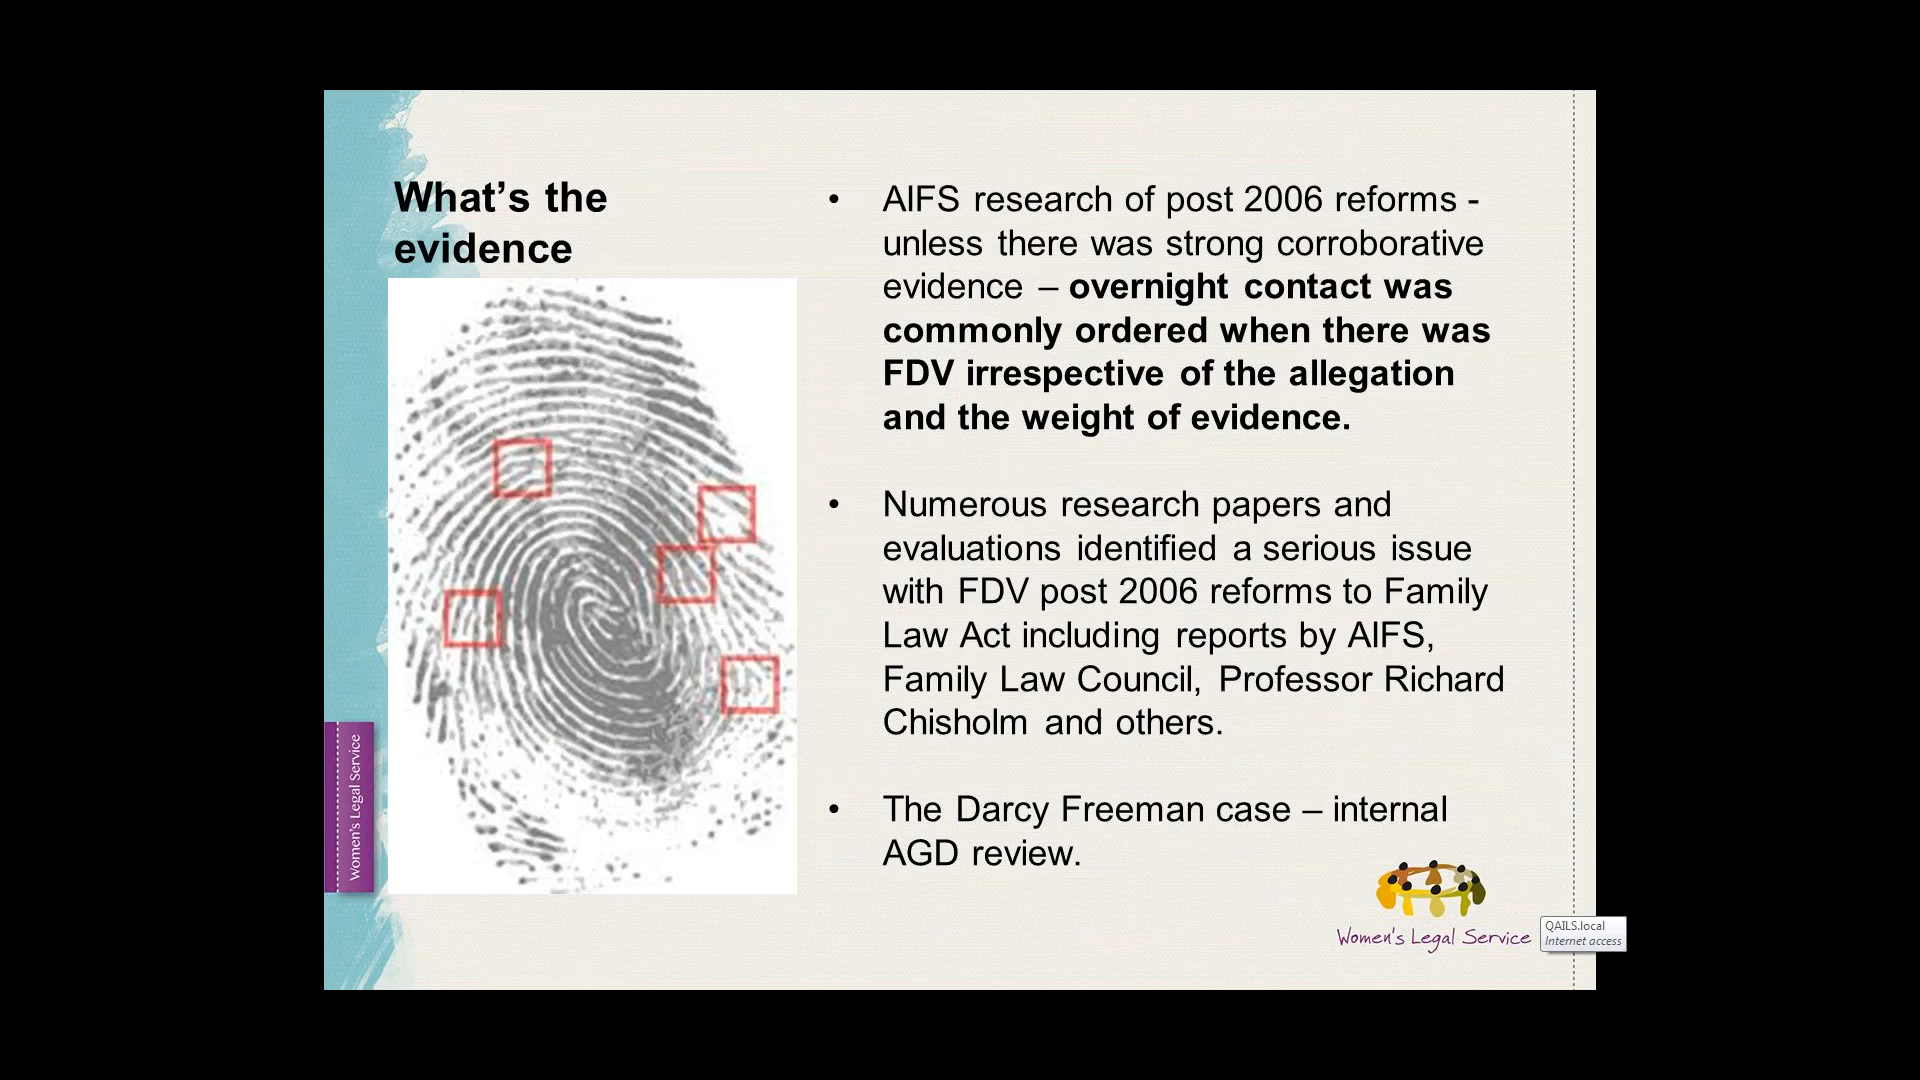 What’s the
evidence
• AIFS research of post 2006 reforms -
unless there was strong corroborative
evidence – overnight contact was
commonly ordered when there was
FDV irrespective of the allegation
and the weight of evidence.
• Numerous research papers and
evaluations identified a serious issue
with FDV post 2006 reforms to Family
Law Act including reports by AIFS,
Family Law Council, Professor Richard
Chisholm and others.
• The Darcy Freeman case – internal
AGD review.
Women's Legal Service
Women's Legal Service
QAILS.local
Internet access